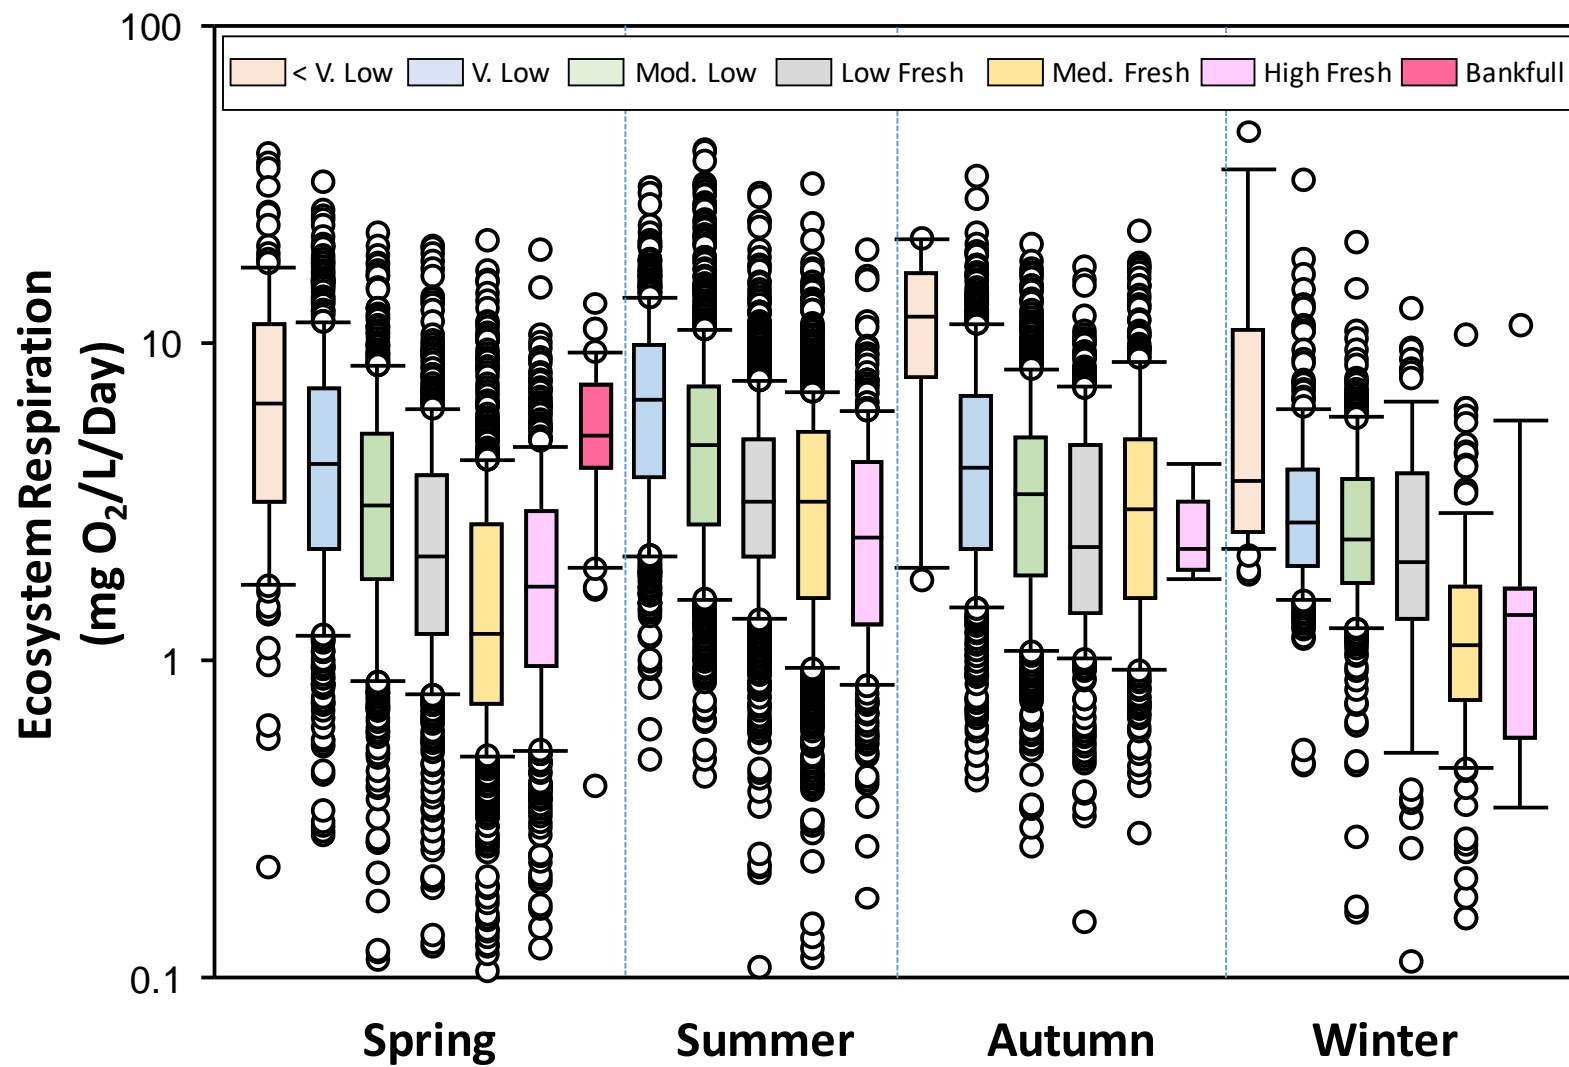 100
< V. Low V. Low Mod. Low Low Fresh Med. Fresh High Fresh Bankfull
10
1
0.1
Ecosystem Respiration
(mg O₂/L/Day)
Spring Summer Autumn Winter